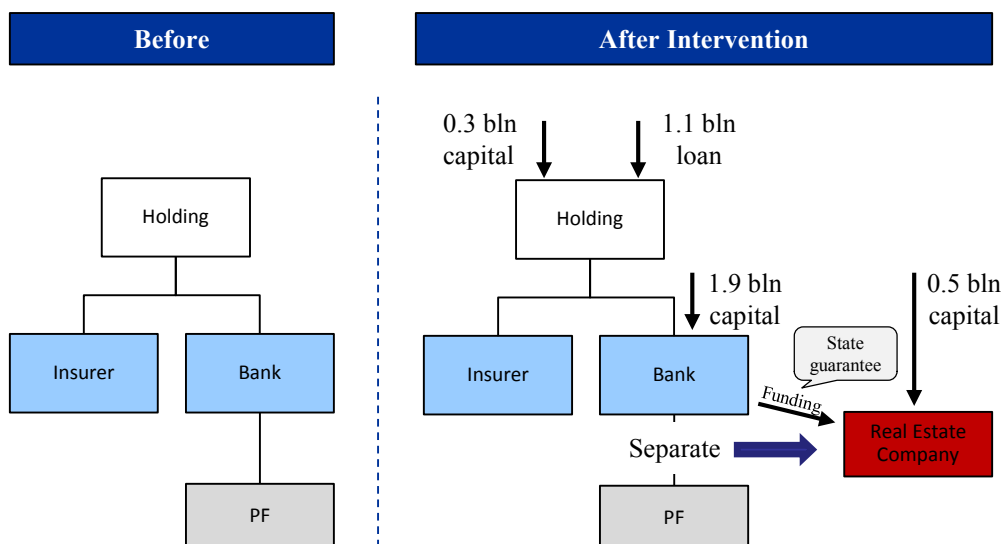 Before
After Intervention
0.3 bln
capital
1.1 bln
loan
Holding
Holding
1.9 bln
capital
0.5 bln
capital
State
guarantee
Insurer
Bank
Insurer
Bank
Funding
Real Estate
Company
Separate
PF
PF